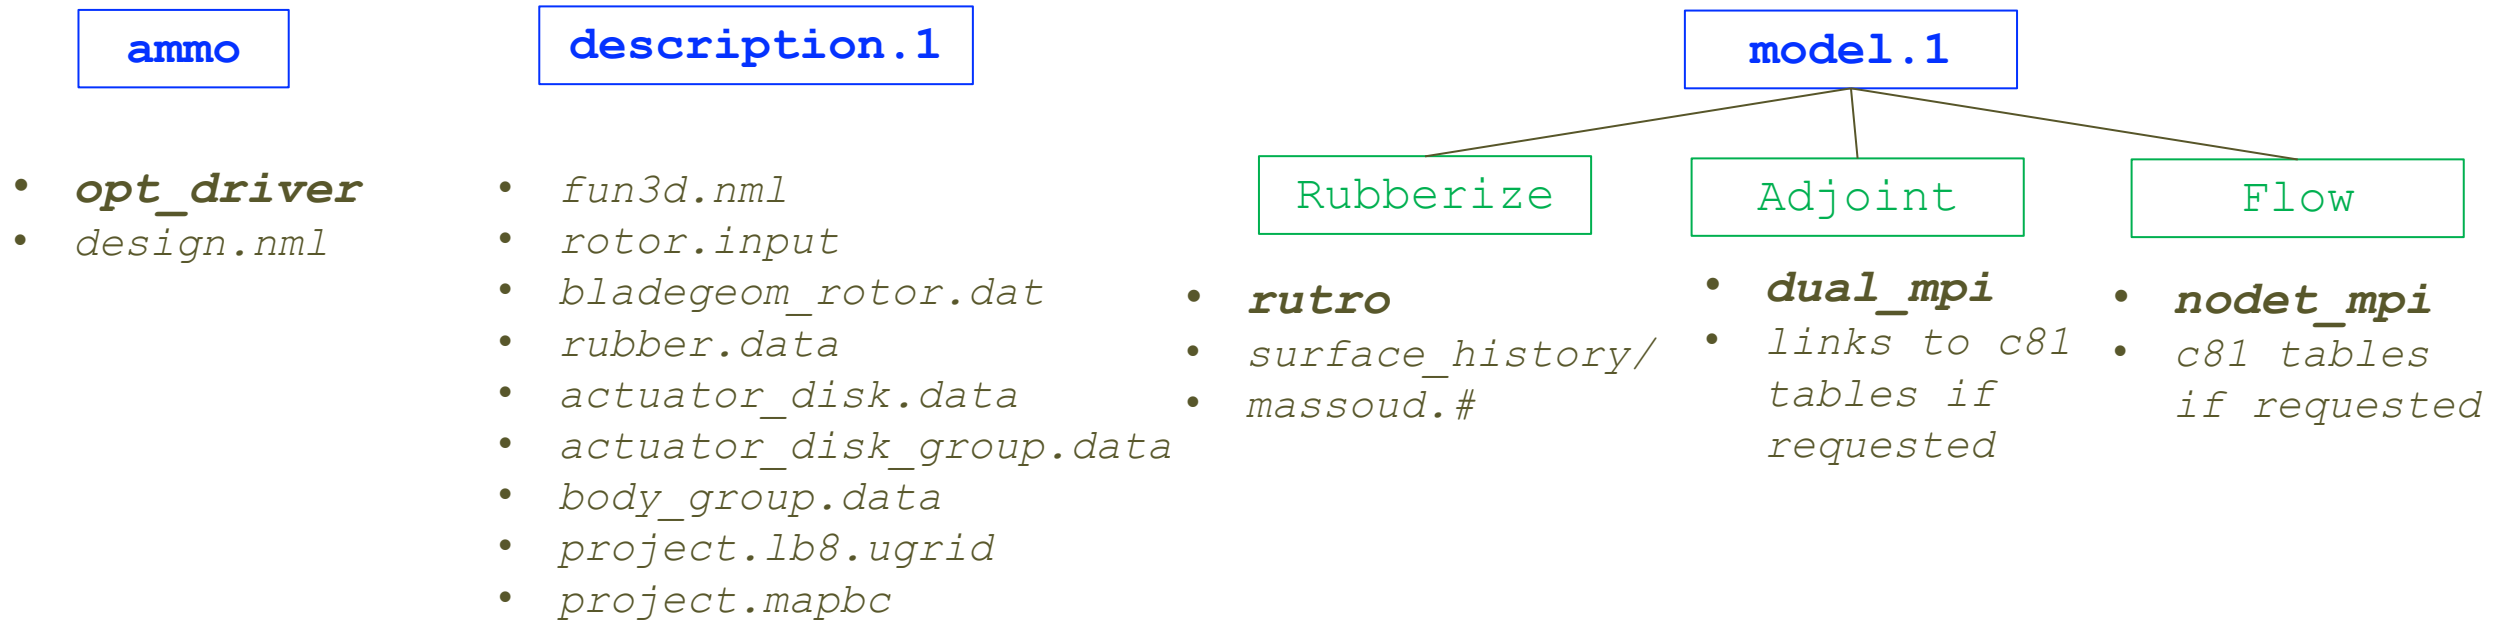 ammo
• opt_driver
• design.nml
description.1
• fun3d.nml
• rotor.input
• bladegeom_rotor.dat
• rubber.data
• actuator_disk.data
• actuator_disk_group.data
• body_group.data
• project.lb8.ugrid
• project.mapbc
model.1
Rubberize
• rutro
• surface_history/
• massoud.#
Adjoint
• dual_mpi
• links to c81
tables if
requested
Flow
• nodet_mpi
• c81 tables
if requested